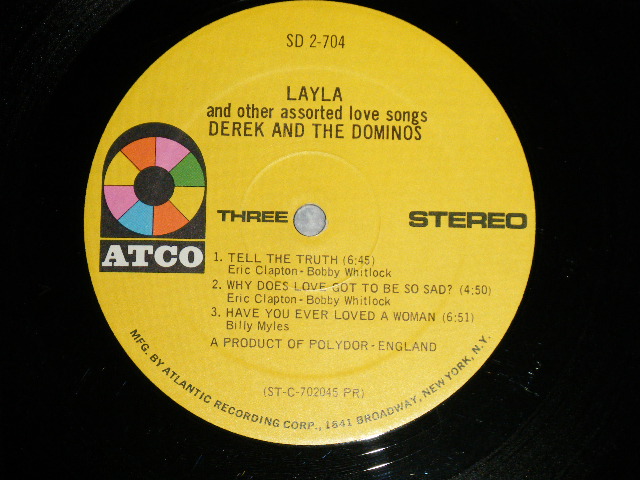 SD 2-704
LAYLA
and other assorted love songs
DEREK AND THE DOMINOS
ATCO
THREE
STEREO
1. TELL THE TRUTH (6:45)
Eric Clapton - Bobby Whitlock
2. WHY DOES LOVE GOT TO BE SO SAD? (4:50)
Eric Clapton - Bobby Whitlock
3. HAVE YOU EVER LOVED A WOMAN (6:51)
Billy Myles
A PRODUCT OF POLYDOR - ENGLAND
(ST-C-702045 PR)
MFG. BY ATLANTIC RECORDING CORP., 1841 BROADWAY, NEW YORK, N.Y.